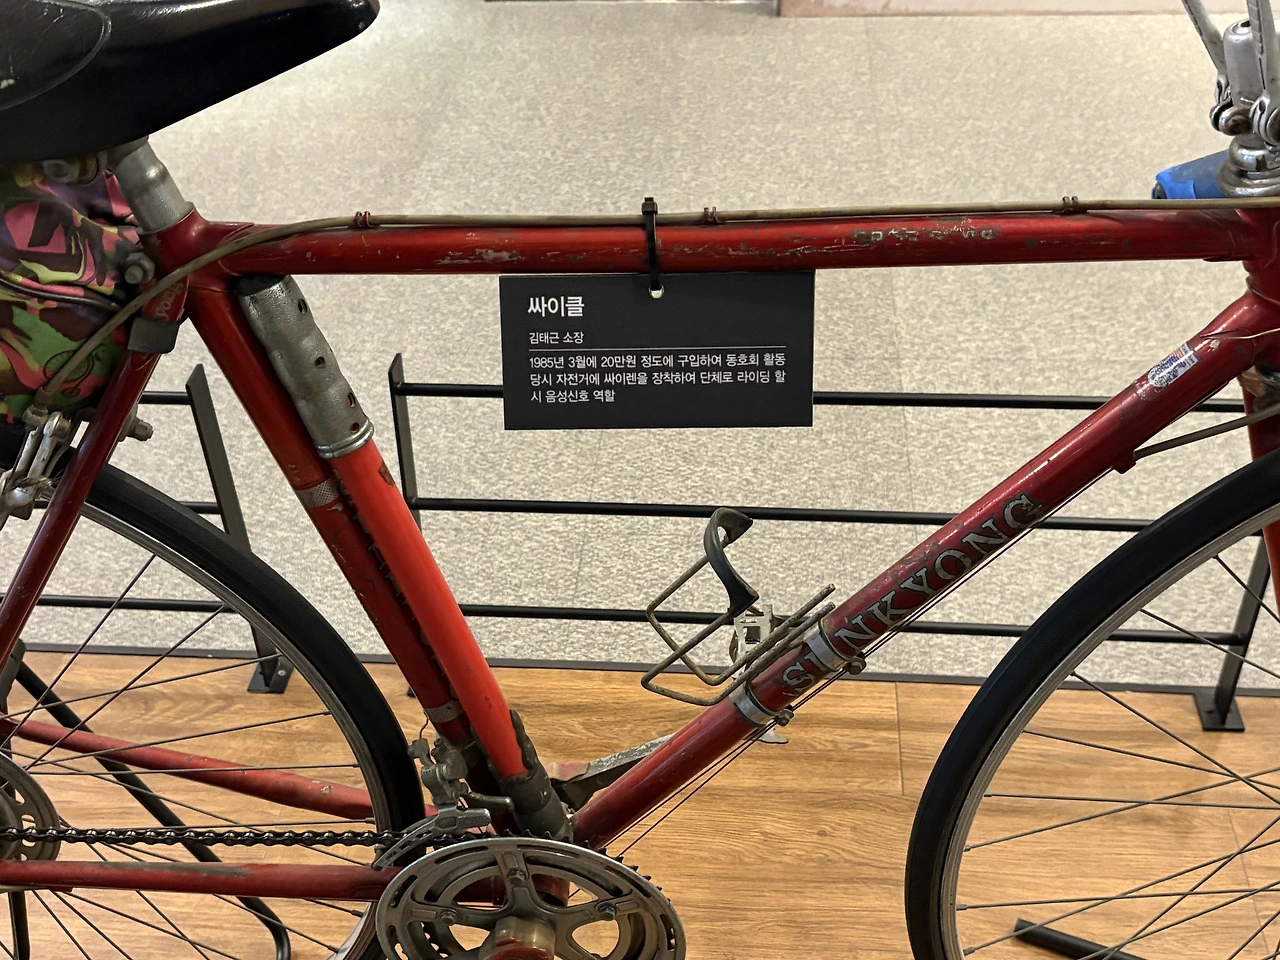 싸이클
김태근 소장
1985년 3월에 20만원 정도에 구입하여 동호회 활동
당시 자전거에 싸이렌을 장착하여 단체로 라이딩 할
시 음성신호 역할
SINKYONG